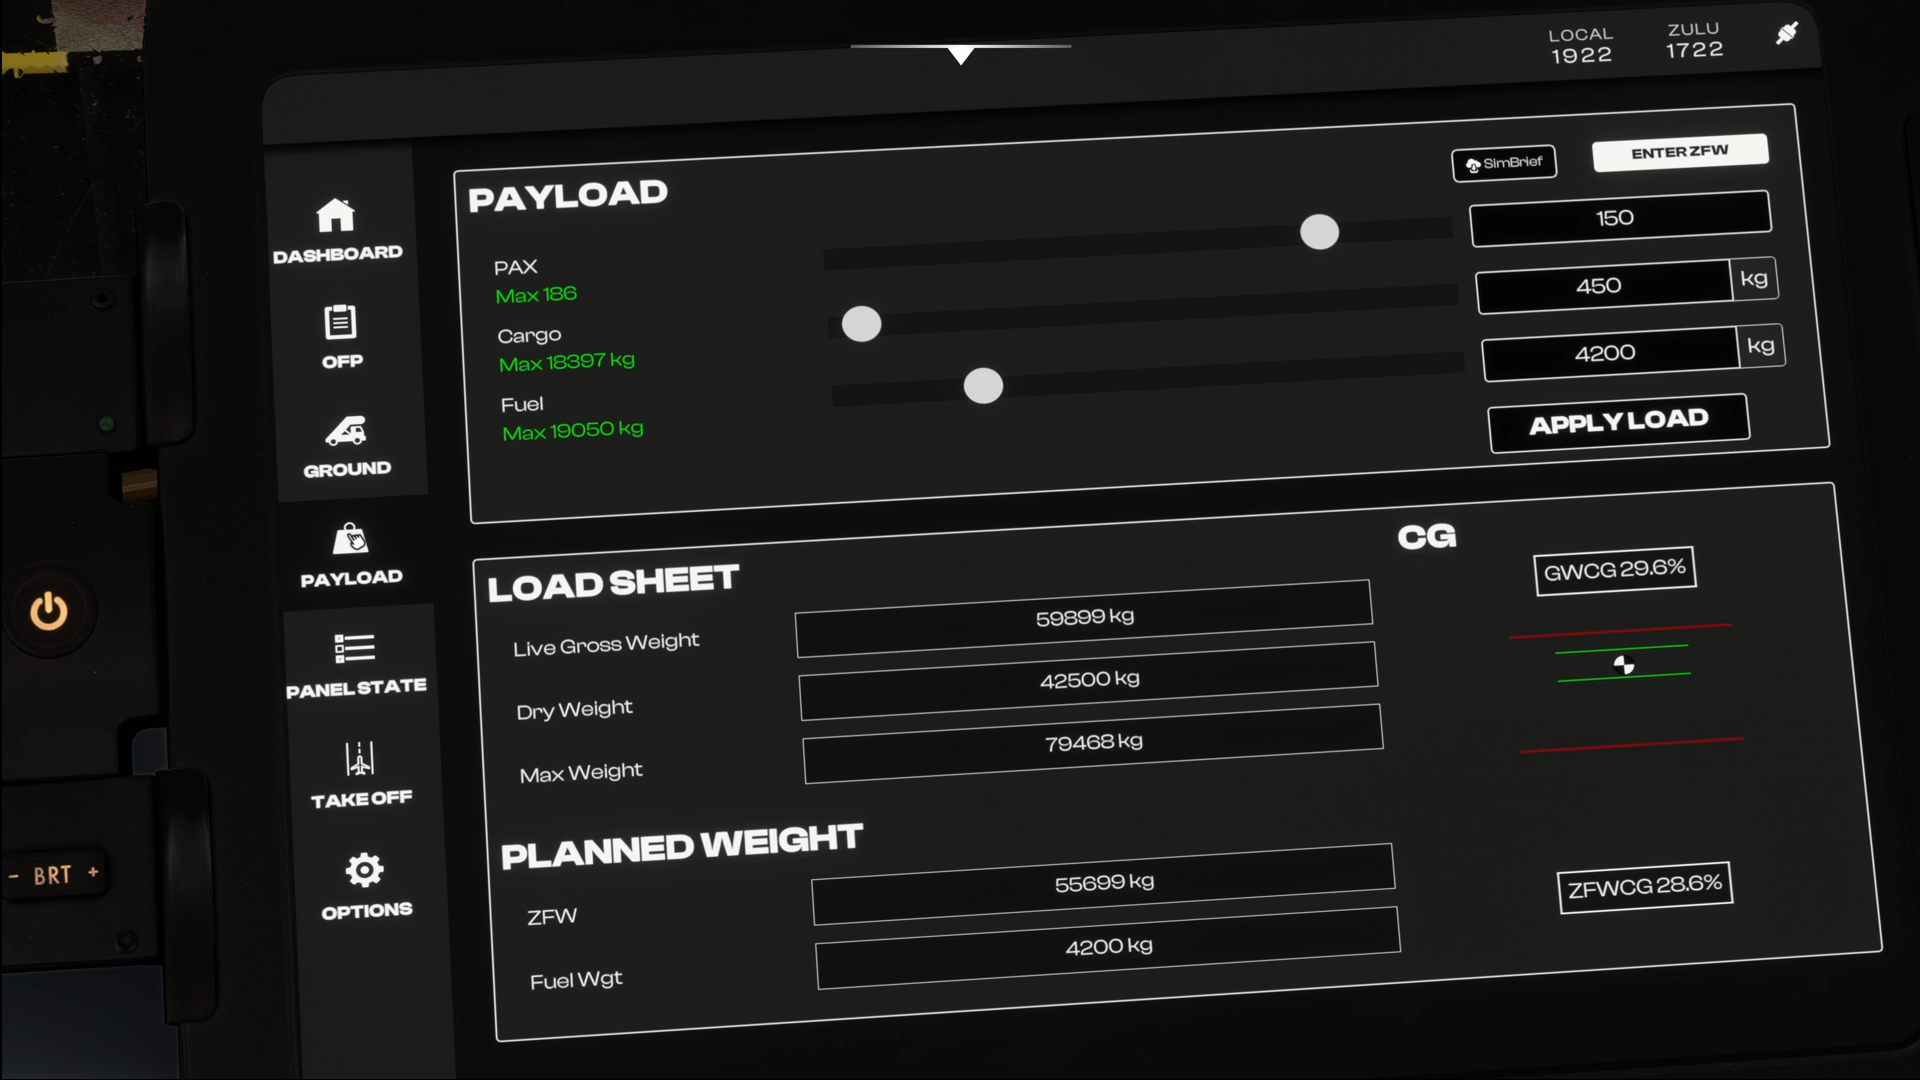 LOCAL
1922
ZULU
1722
DASHBOARD
OFP
GROUND
PAYLOAD
PANEL STATE
TAKE OFF
OPTIONS
- BRT +
PAYLOAD
SimBrief
ENTER ZFW
PAX
Max 186
150
Cargo
Max 18397 kg
450 kg
Fuel
Max 19050 kg
4200 kg
APPLY LOAD
LOAD SHEET
Live Gross Weight
59899 kg
Dry Weight
42500 kg
Max Weight
79468 kg
PLANNED WEIGHT
ZFW
55699 kg
Fuel Wgt
4200 kg
CG
GWCG 29.6%
ZFWCG 28.6%